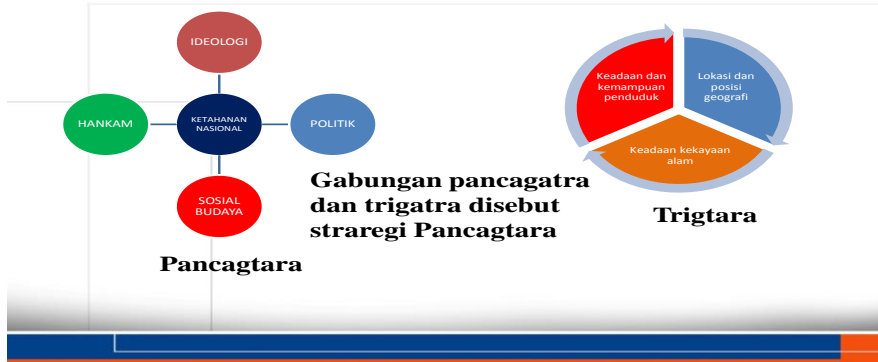 IDEOLOGI
HANKAM
KETAHANAN
NASIONAL
POLITIK
SOSIAL
BUDAYA
Pancagtara
Gabungan pancagatra
dan trigatra disebut
straregi Pancagtara
Keadaan dan
kemampuan
penduduk
Lokasi dan
posisi
geografi
Keadaan kekayaan
alam
Trigtara